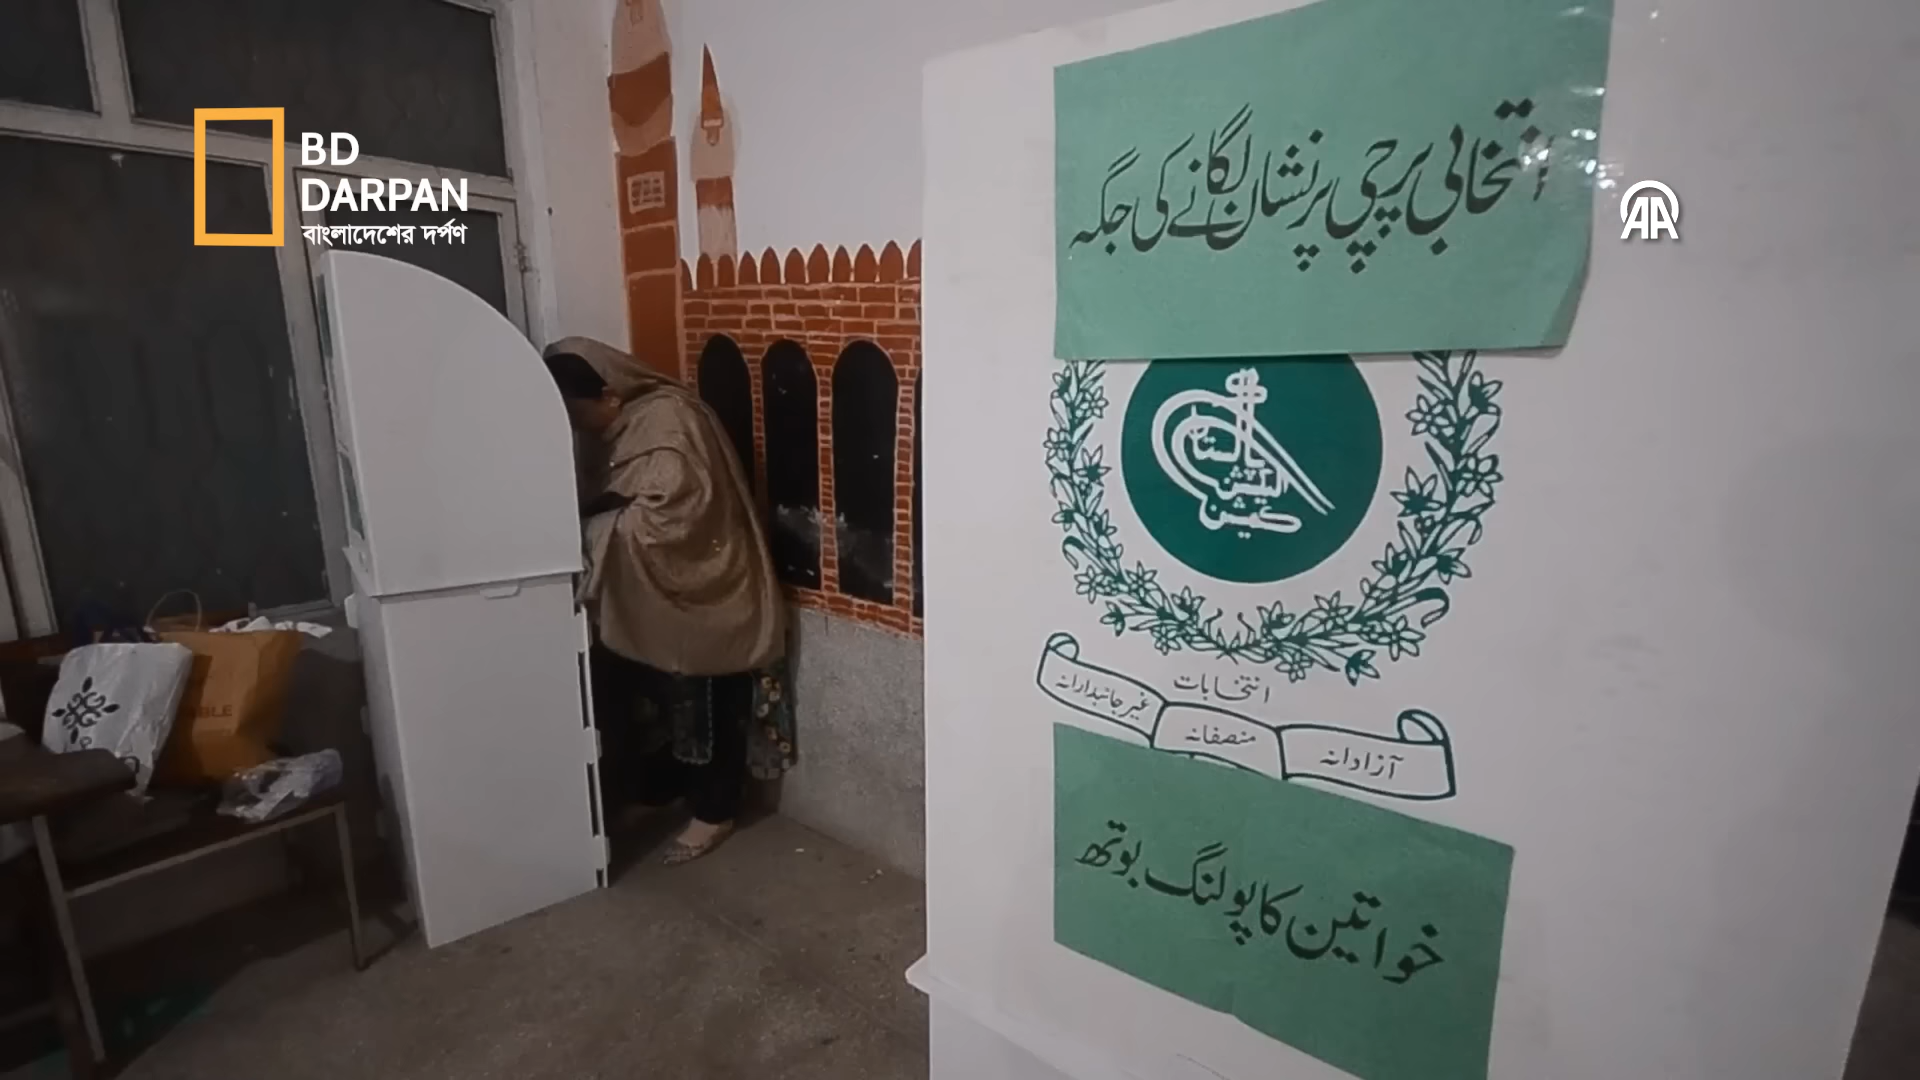 BD
DARPAN
বাংলাদেশের দর্পণ
AA
انتخابی پرچی پر نشان لگانے کی جگہ
الیکشن
کمیشن
پاکستان
انتخابات
غیر جانبدارانہ
منصفانہ
آزادانہ
خواتین کا پولنگ بوتھ